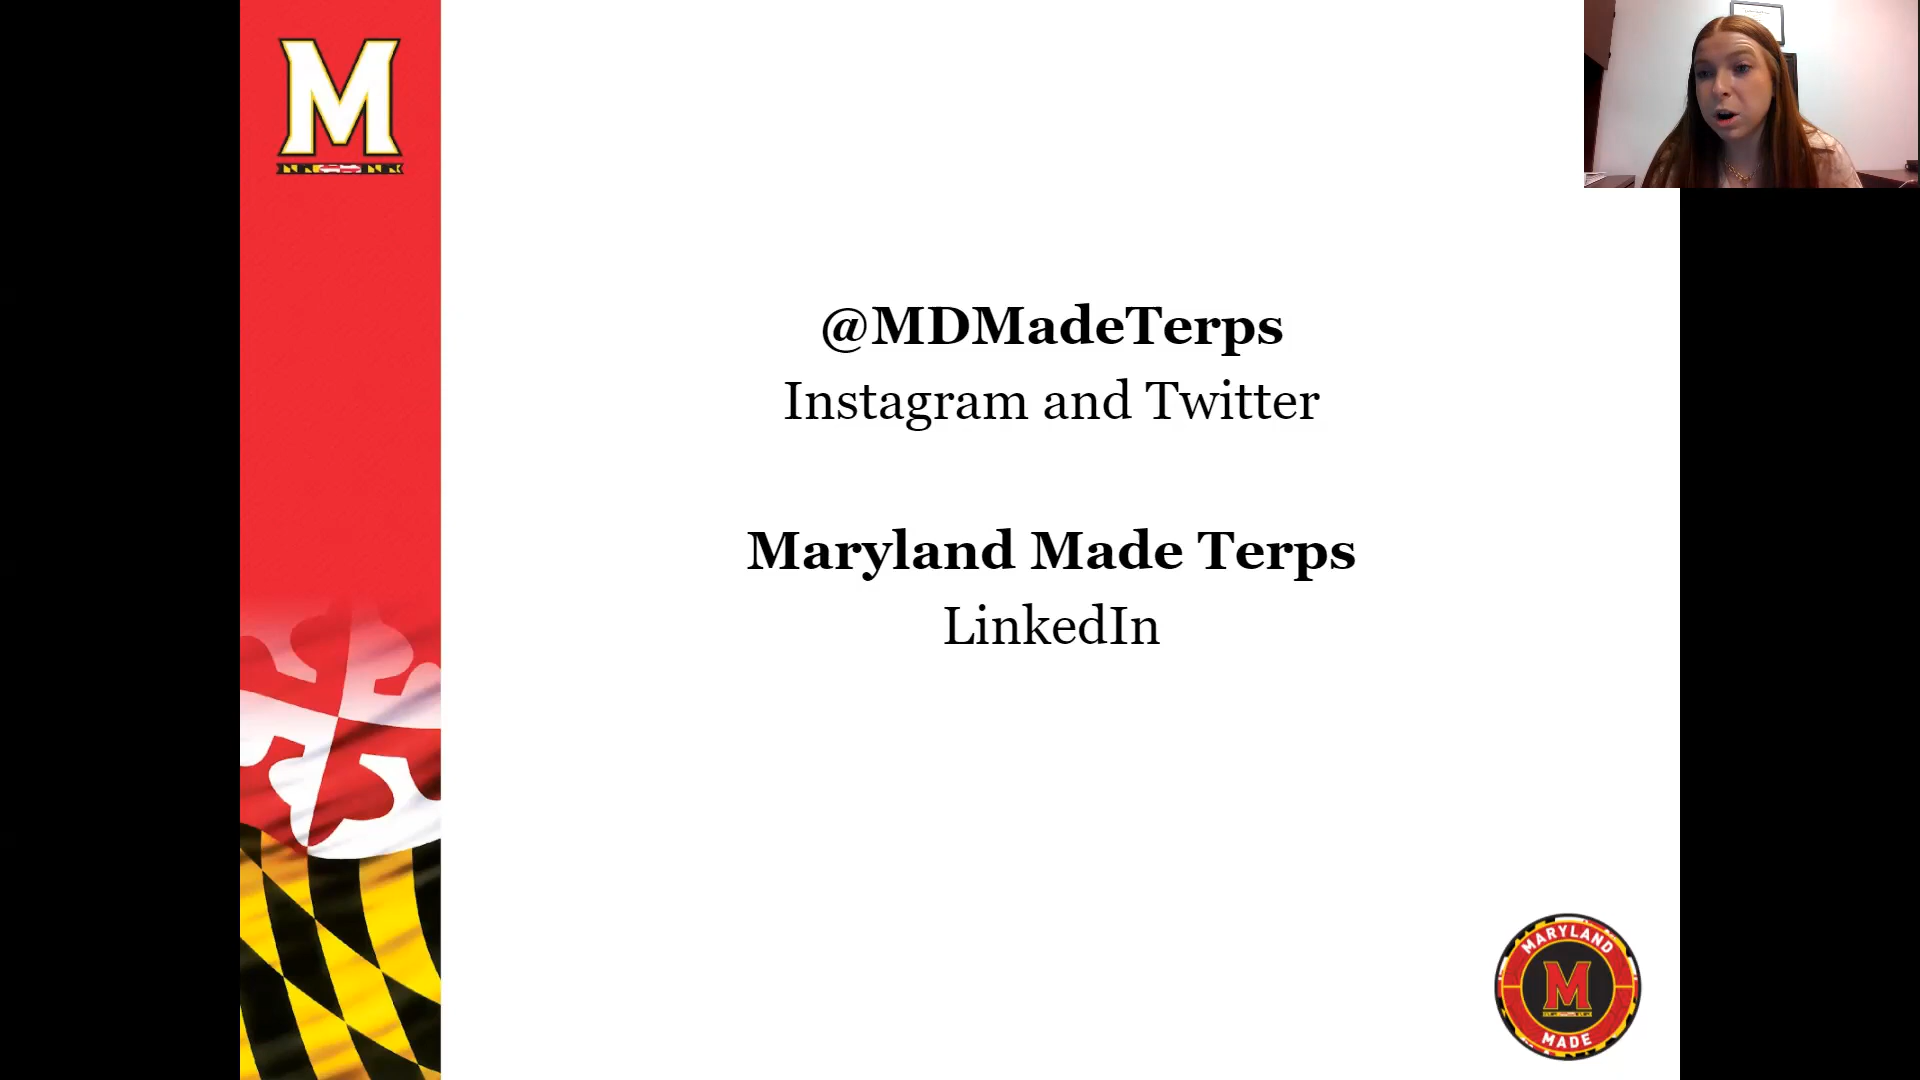 M
@MDMadeTerps
Instagram and Twitter
Maryland Made Terps
LinkedIn
MARYLAND
M
MADE